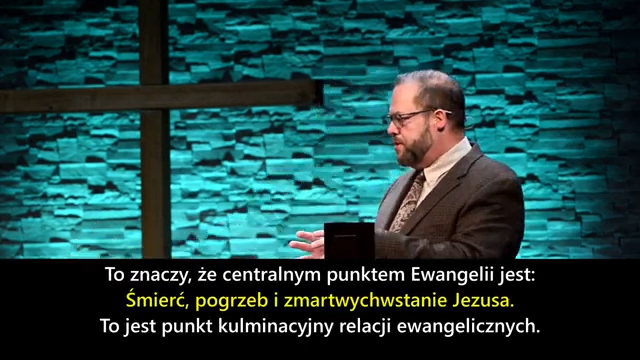 To znaczy, że centralnym punktem Ewangelii jest:
Śmierć, pogrzeb i zmartwychwstanie Jezusa.
To jest punkt kulminacyjny relacji ewangelicznych.